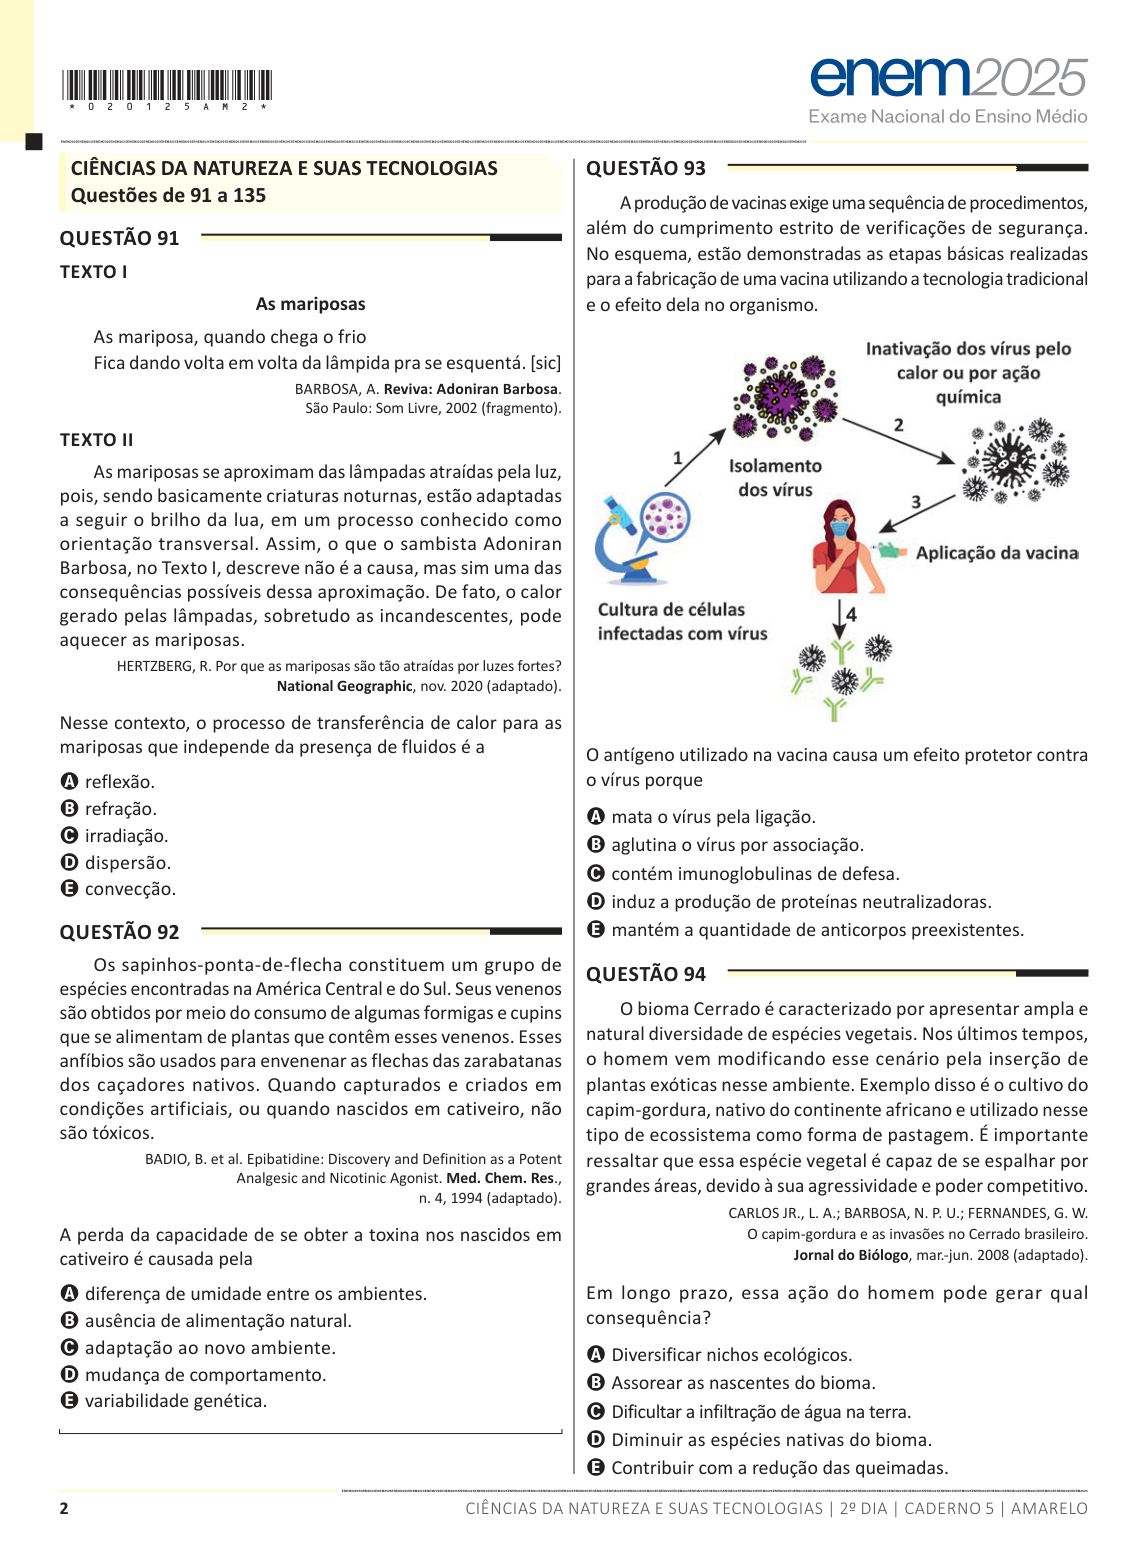 *020125AM2*
enem2025
Exame Nacional do Ensino Médio
CIÊNCIAS DA NATUREZA E SUAS TECNOLOGIAS
Questões de 91 a 135
QUESTÃO 91
TEXTO I
As mariposas
As mariposa, quando chega o frio
Fica dando volta em volta da lâmpida pra se esquentá. [sic]
BARBOSA, A. Reviva: Adoniran Barbosa.
São Paulo: Som Livre, 2002 (fragmento).
TEXTO II
As mariposas se aproximam das lâmpadas atraídas pela luz,
pois, sendo basicamente criaturas noturnas, estão adaptadas
a seguir o brilho da lua, em um processo conhecido como
orientação transversal. Assim, o que o sambista Adoniran
Barbosa, no Texto I, descreve não é a causa, mas sim uma das
consequências possíveis dessa aproximação. De fato, o calor
gerado pelas lâmpadas, sobretudo as incandescentes, pode
aquecer as mariposas.
HERTZBERG, R. Por que as mariposas são tão atraídas por luzes fortes?
National Geographic, nov. 2020 (adaptado).
Nesse contexto, o processo de transferência de calor para as
mariposas que independe da presença de fluidos é a
A reflexão.
B refração.
C irradiação.
D dispersão.
E convecção.
QUESTÃO 92
Os sapinhos-ponta-de-flecha constituem um grupo de
espécies encontradas na América Central e do Sul. Seus venenos
são obtidos por meio do consumo de algumas formigas e cupins
que se alimentam de plantas que contêm esses venenos. Esses
anfíbios são usados para envenenar as flechas das zarabatanas
dos caçadores nativos. Quando capturados e criados em
condições artificiais, ou quando nascidos em cativeiro, não
são tóxicos.
BADIO, B. et al. Epibatidine: Discovery and Definition as a Potent
Analgesic and Nicotinic Agonist. Med. Chem. Res.,
n. 4, 1994 (adaptado).
A perda da capacidade de se obter a toxina nos nascidos em
cativeiro é causada pela
A diferença de umidade entre os ambientes.
B ausência de alimentação natural.
C adaptação ao novo ambiente.
D mudança de comportamento.
E variabilidade genética.
QUESTÃO 93
A produção de vacinas exige uma sequência de procedimentos,
além do cumprimento estrito de verificações de segurança.
No esquema, estão demonstradas as etapas básicas realizadas
para a fabricação de uma vacina utilizando a tecnologia tradicional
e o efeito dela no organismo.
Inativação dos vírus pelo
calor ou por ação
química
2
1
Isolamento
dos vírus
3
Aplicação da vacina
Cultura de células
infectadas com vírus
4
O antígeno utilizado na vacina causa um efeito protetor contra
o vírus porque
A mata o vírus pela ligação.
B aglutina o vírus por associação.
C contém imunoglobulinas de defesa.
D induz a produção de proteínas neutralizadoras.
E mantém a quantidade de anticorpos preexistentes.
QUESTÃO 94
O bioma Cerrado é caracterizado por apresentar ampla e
natural diversidade de espécies vegetais. Nos últimos tempos,
o homem vem modificando esse cenário pela inserção de
plantas exóticas nesse ambiente. Exemplo disso é o cultivo do
capim-gordura, nativo do continente africano e utilizado nesse
tipo de ecossistema como forma de pastagem. É importante
ressaltar que essa espécie vegetal é capaz de se espalhar por
grandes áreas, devido à sua agressividade e poder competitivo.
CARLOS JR., L. A.; BARBOSA, N. P. U.; FERNANDES, G. W.
O capim-gordura e as invasões no Cerrado brasileiro.
Jornal do Biólogo, mar.-jun. 2008 (adaptado).
Em longo prazo, essa ação do homem pode gerar qual
consequência?
A Diversificar nichos ecológicos.
B Assorear as nascentes do bioma.
C Dificultar a infiltração de água na terra.
D Diminuir as espécies nativas do bioma.
E Contribuir com a redução das queimadas.
2
CIÊNCIAS DA NATUREZA E SUAS TECNOLOGIAS | 2º DIA | CADERNO 5 | AMARELO